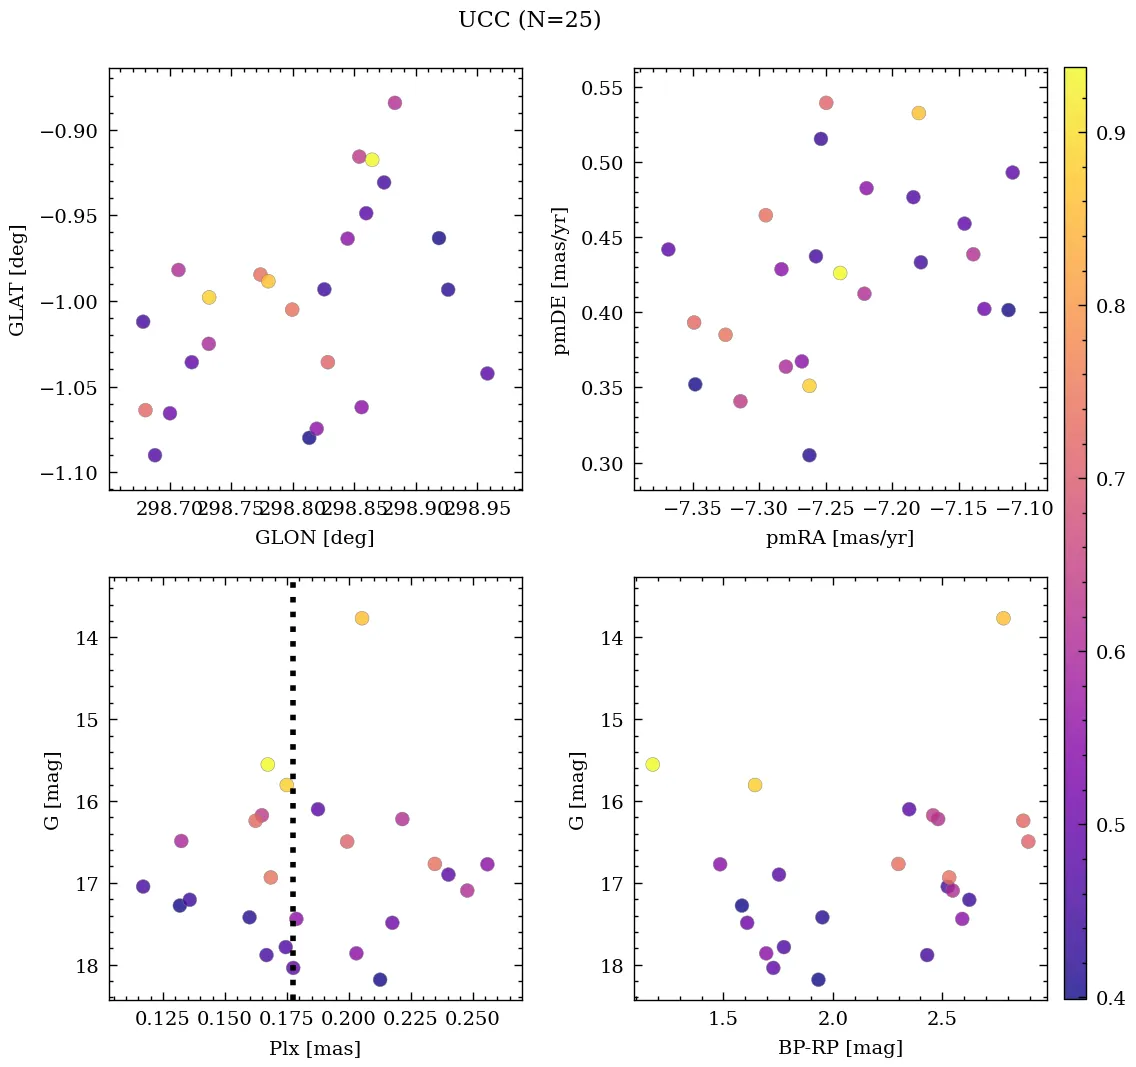 UCC (N=25)
−0.90
−0.95
−1.00
−1.05
−1.10
GLAT [deg]
298.70 298.75 298.80 298.85 298.90 298.95
GLON [deg]
0.55
0.50
0.45
0.40
0.35
0.30
pmDE [mas/yr]
−7.35 −7.30 −7.25 −7.20 −7.15 −7.10
pmRA [mas/yr]
14
15
16
17
18
G [mag]
0.125 0.150 0.175 0.200 0.225 0.250
Plx [mas]
14
15
16
17
18
G [mag]
1.5 2.0 2.5
BP-RP [mag]
0.9
0.8
0.7
0.6
0.5
0.4